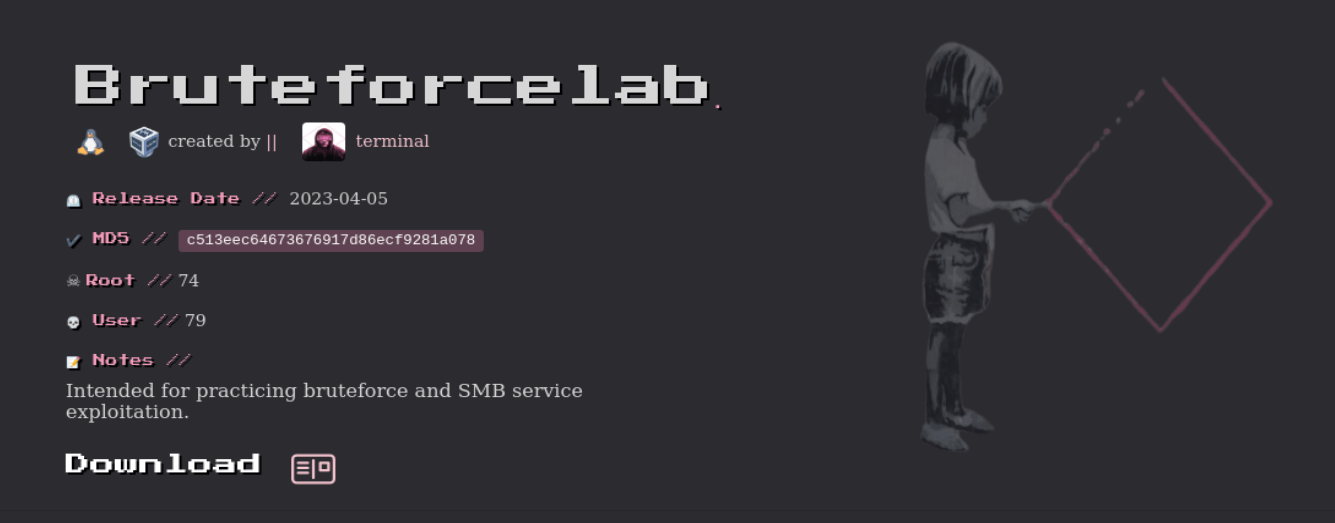 Bruteforcelab.
created by || terminal
Release Date // 2023-04-05
MD5 // c513eec64673676917d86ecf9281a078
Root // 74
User // 79
Notes //
Intended for practicing bruteforce and SMB service
exploitation.
Download